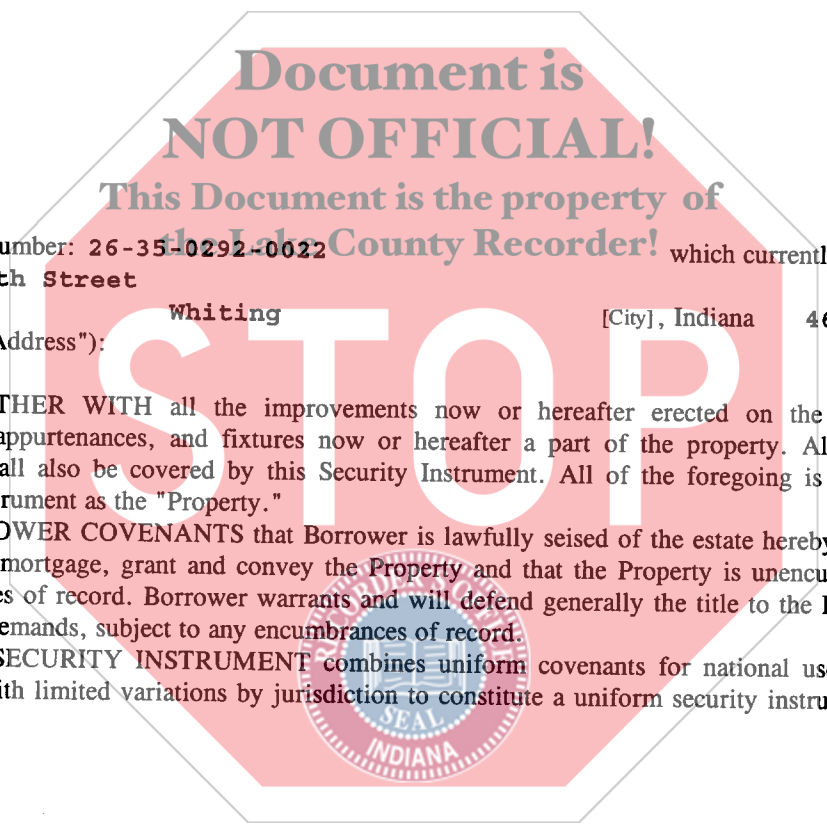 Document is
NOT OFFICIAL!
This Document is the property of
the Lake County Recorder!
umber: 26-35-0292-0022 which currentl
th Street
Whiting [City], Indiana 46
Address"):
STOP
THER WITH all the improvements now or hereafter erected on the
appurtenances, and fixtures now or hereafter a part of the property. Al
all also be covered by this Security Instrument. All of the foregoing is
rument as the "Property."
OWER COVENANTS that Borrower is lawfully seised of the estate hereby
mortgage, grant and convey the Property and that the Property is unencu
es of record. Borrower warrants and will defend generally the title to the
emands, subject to any encumbrances of record.
SECURITY INSTRUMENT combines uniform covenants for national us
ith limited variations by jurisdiction to constitute a uniform security instru
RECORDER'S OFFICE
SEAL
INDIANA